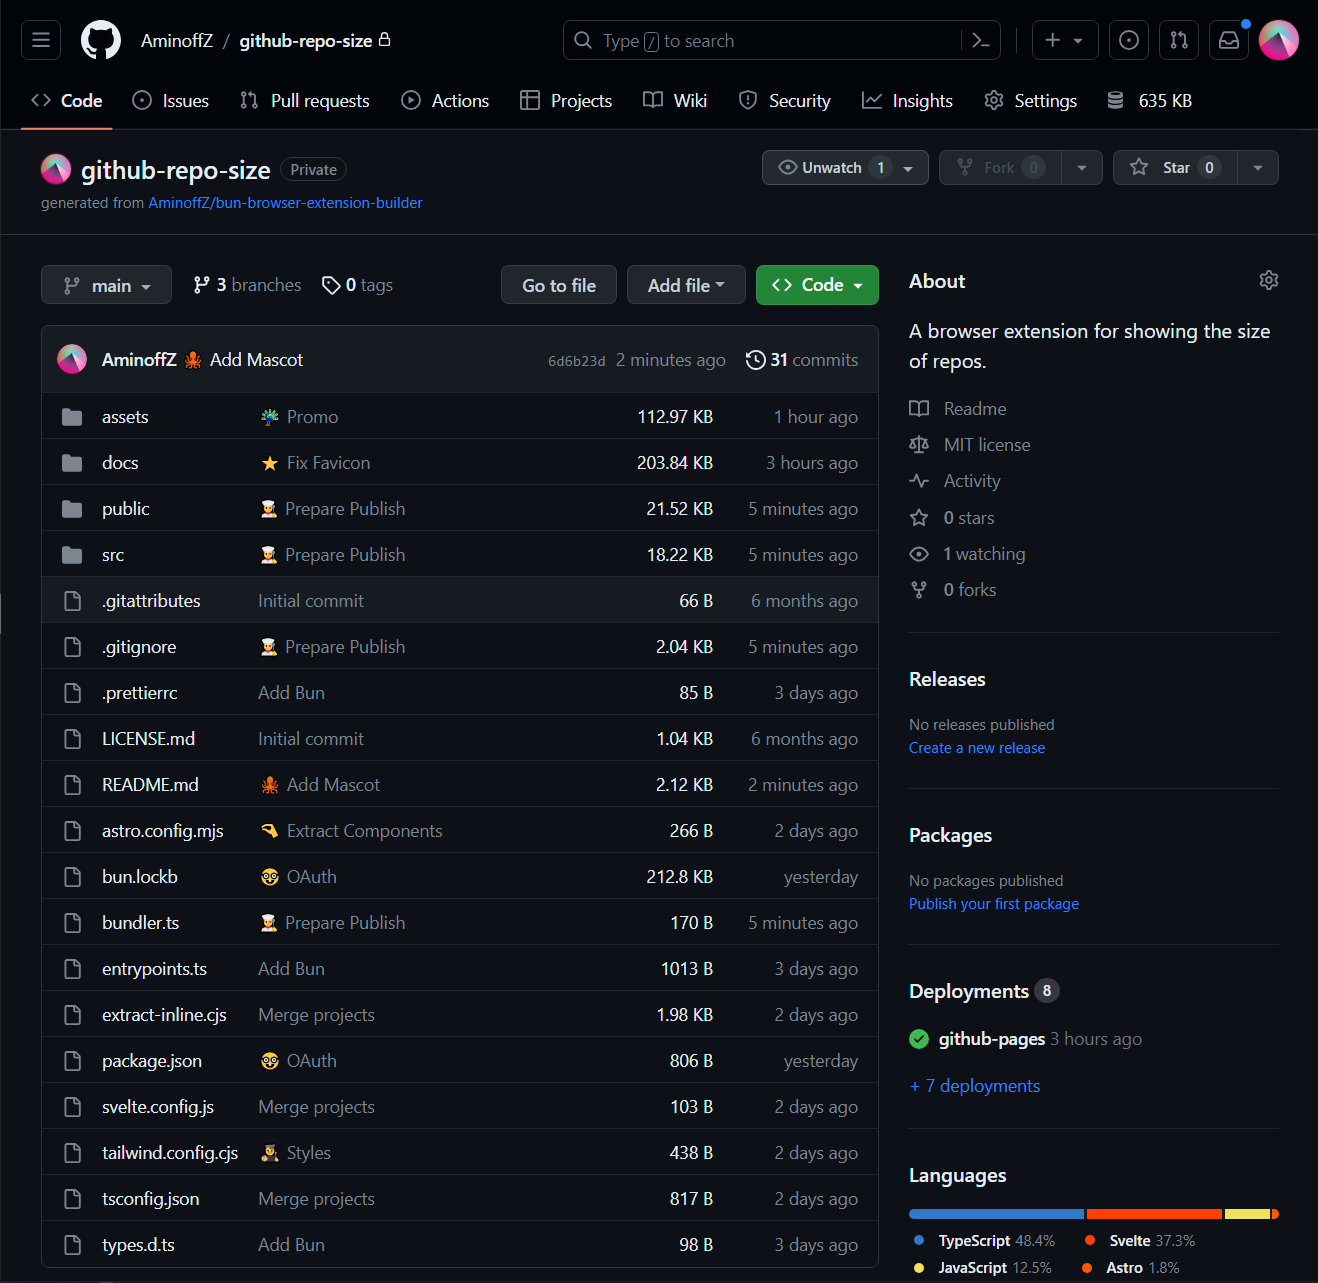 AminoffZ / github-repo-size
Type / to search
Code Issues Pull requests Actions Projects Wiki Security Insights Settings 635 KB
github-repo-size Private
Unwatch 1 Fork 0 Star 0
generated from AminoffZ/bun-browser-extension-builder
main 3 branches 0 tags Go to file Add file Code
AminoffZ 🐙 Add Mascot 6d6b23d 2 minutes ago 31 commits
assets 🦚 Promo 112.97 KB 1 hour ago
docs ⭐ Fix Favicon 203.84 KB 3 hours ago
public 👨‍🍳 Prepare Publish 21.52 KB 5 minutes ago
src 👨‍🍳 Prepare Publish 18.22 KB 5 minutes ago
.gitattributes Initial commit 66 B 6 months ago
.gitignore 👨‍🍳 Prepare Publish 2.04 KB 5 minutes ago
.prettierrc Add Bun 85 B 3 days ago
LICENSE.md Initial commit 1.04 KB 6 months ago
README.md 🐙 Add Mascot 2.12 KB 2 minutes ago
astro.config.mjs Extract Components 266 B 2 days ago
bun.lockb 🤓 OAuth 212.8 KB yesterday
bundler.ts 👨‍🍳 Prepare Publish 170 B 5 minutes ago
entrypoints.ts Add Bun 1013 B 3 days ago
extract-inline.cjs Merge projects 1.98 KB 2 days ago
package.json 🤓 OAuth 806 B yesterday
svelte.config.js Merge projects 103 B 2 days ago
tailwind.config.cjs 👩‍🎨 Styles 438 B 2 days ago
tsconfig.json Merge projects 817 B 2 days ago
types.d.ts Add Bun 98 B 3 days ago
About
A browser extension for showing the size
of repos.
Readme
MIT license
Activity
0 stars
1 watching
0 forks
Releases
No releases published
Create a new release
Packages
No packages published
Publish your first package
Deployments 8
github-pages 3 hours ago
+ 7 deployments
Languages
TypeScript 48.4% Svelte 37.3%
JavaScript 12.5% Astro 1.8%